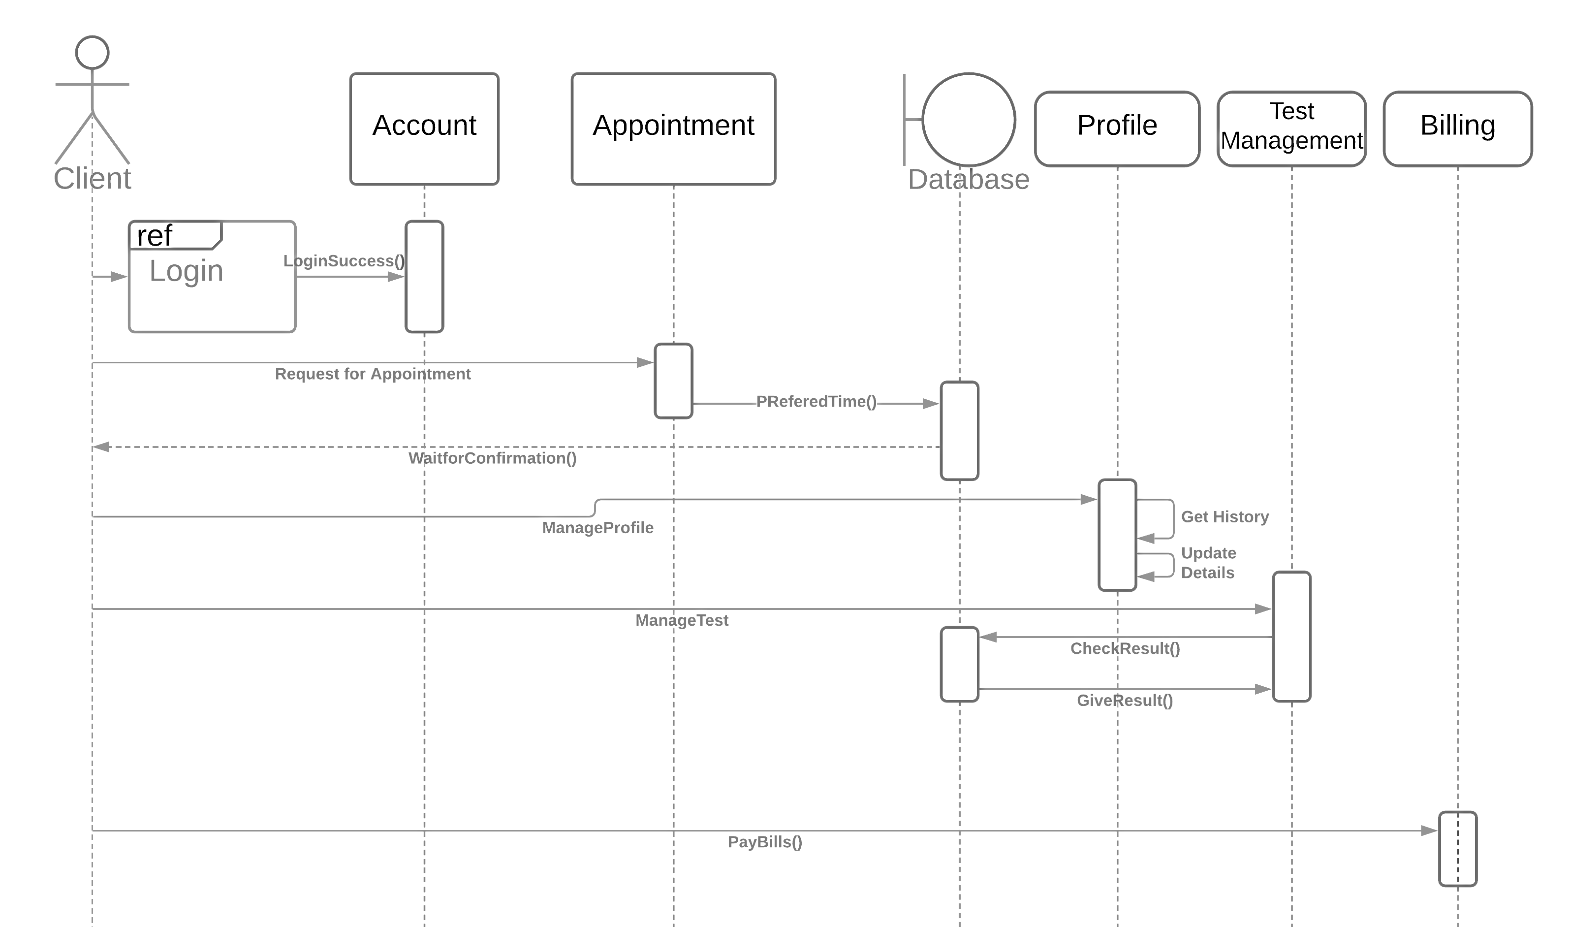 Client
Account
Appointment
Database
Profile
Test
Management
Billing
ref
Login
LoginSuccess()
Request for Appointment
PReferedTime()
WaitforConfirmation()
ManageProfile
Get History
Update
Details
ManageTest
CheckResult()
GiveResult()
PayBills()